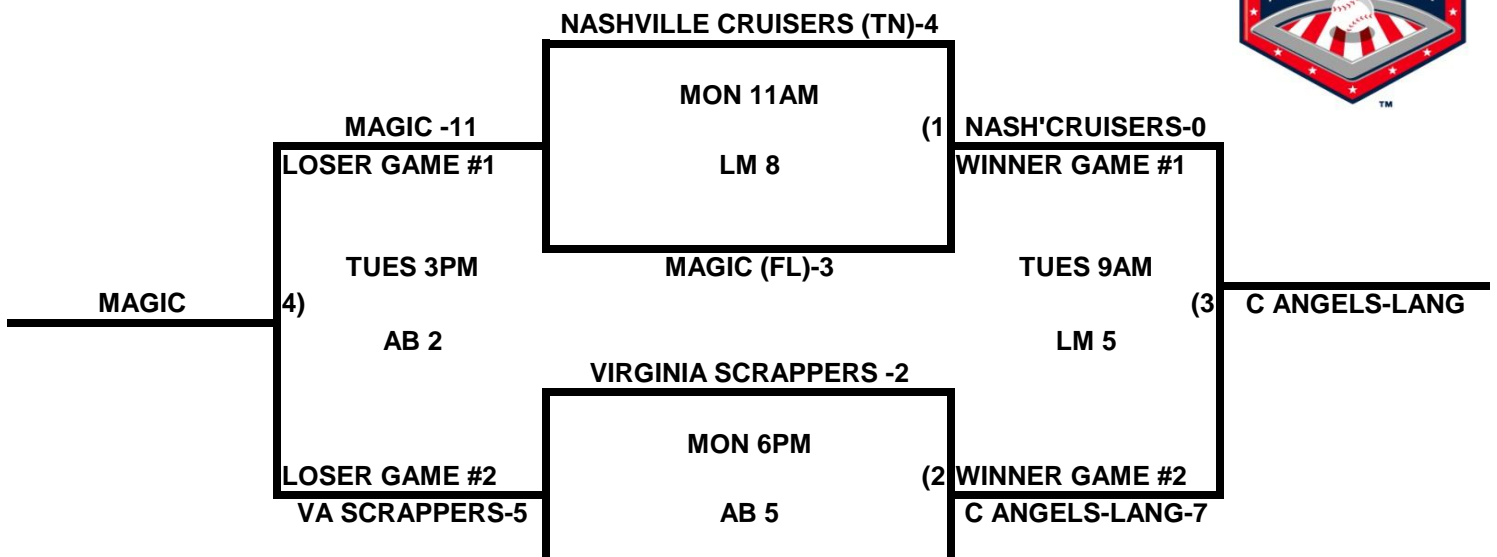 NASHVILLE CRUISERS (TN)-4
MON 11AM
TM
MAGIC -11
(1
NASH'CRUISERS-0
LOSER GAME #1
LM 8
WINNER GAME #1
TUES 3PM
MAGIC (FL)-3
TUES 9AM
MAGIC
4)
(3
C ANGELS-LANG
AB 2
LM 5
VIRGINIA SCRAPPERS -2
MON 6PM
LOSER GAME #2
(2
WINNER GAME #2
VA SCRAPPERS-5
AB 5
C ANGELS-LANG-7